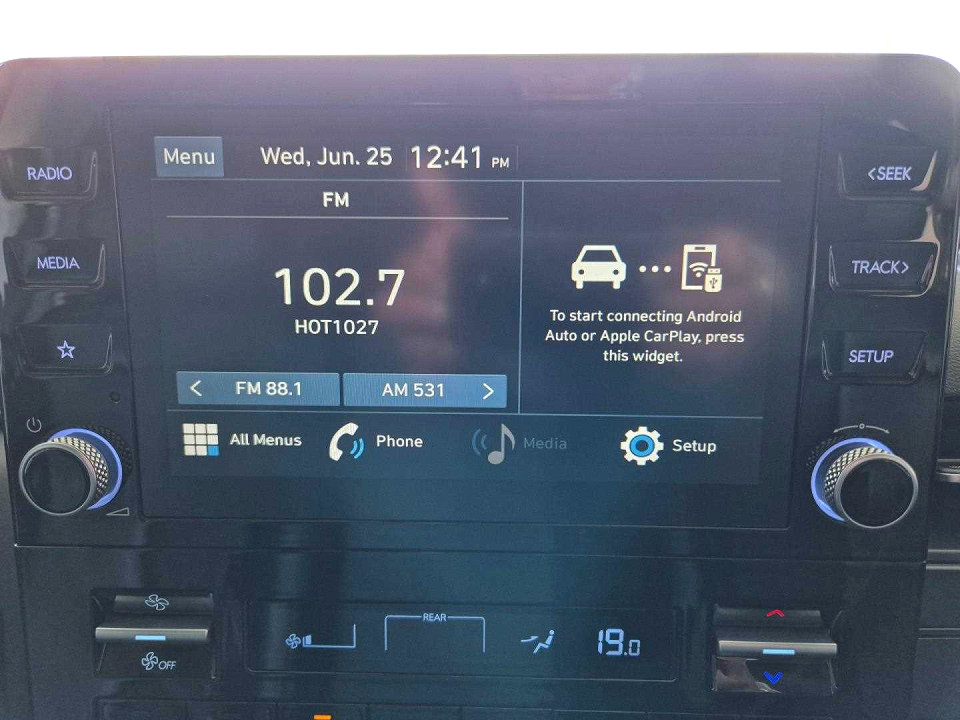 Menu Wed, Jun. 25 12:41 PM
RADIO
<SEEK
FM
MEDIA
TRACK>
102.7
HOT1027
To start connecting Android
Auto or Apple CarPlay, press
this widget.
SETUP
< FM 88.1 AM 531 >
All Menus Phone Media Setup
REAR
OFF
19.0